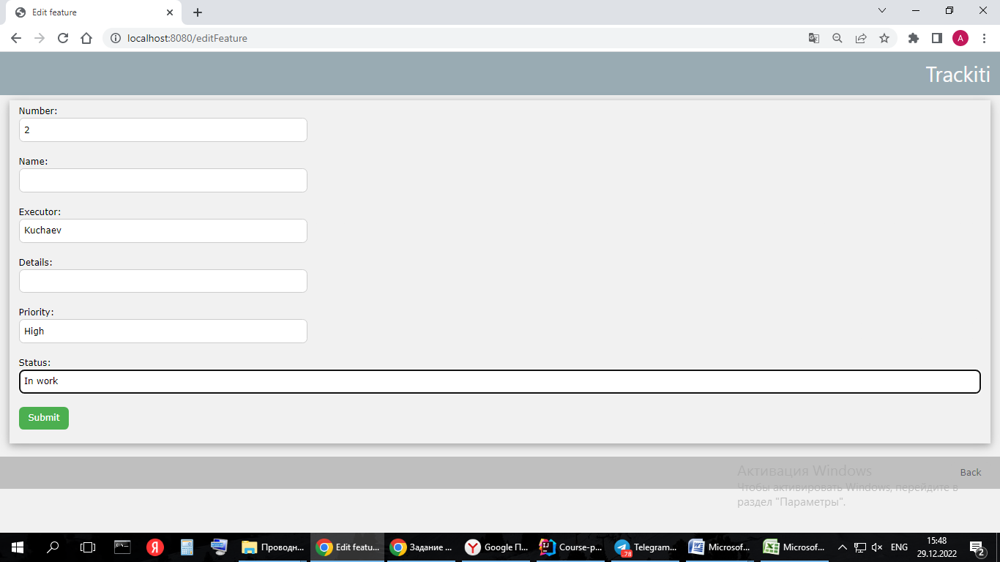 Edit feature
localhost:8080/editFeature
A
Trackiti
Number:
2
Name:
Executor:
Kuchaev
Details:
Priority:
High
Status:
In work
Submit
Back
Активация Windows
Чтобы активировать Windows, перейдите в
раздел "Параметры".
Я
Проводн...
Edit featu...
Задание ...
Y
Google П...
IJ
Course-p...
78
Telegram...
Microsof...
Microsof...
ENG
15:48
29.12.2022
2